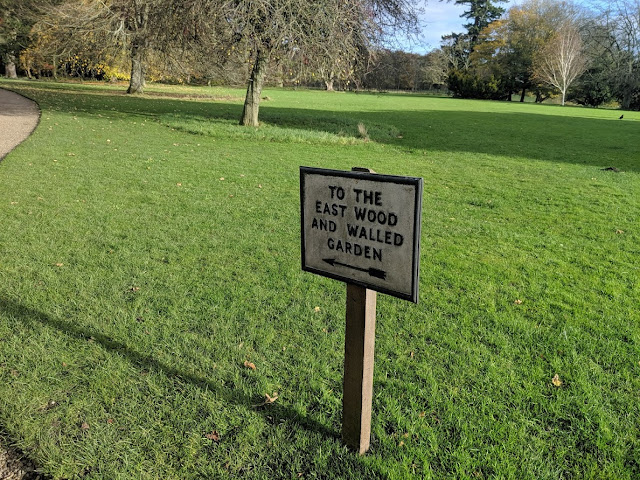 TO THE
EAST WOOD
AND WALLED
GARDEN